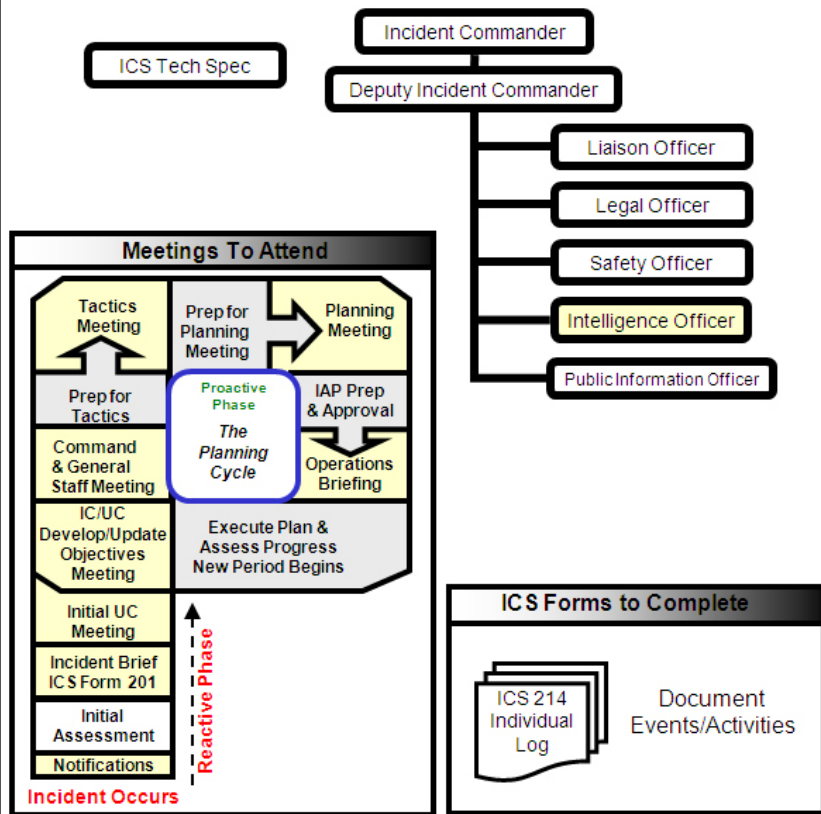 Incident Commander
ICS Tech Spec
Deputy Incident Commander
Liaison Officer
Legal Officer
Safety Officer
Intelligence Officer
Public Information Officer
Meetings To Attend
Tactics
Meeting
Prep for
Planning
Meeting
Planning
Meeting
Prep for
Tactics
Proactive
Phase
The
Planning
Cycle
IAP Prep
& Approval
Command
& General
Staff Meeting
Operations
Briefing
IC/UC
Develop/Update
Objectives
Meeting
Execute Plan &
Assess Progress
New Period Begins
Initial UC
Meeting
Incident Brief
ICS Form 201
Initial
Assessment
Notifications
Reactive Phase
Incident Occurs
ICS Forms to Complete
ICS 214
Individual
Log
Document
Events/Activities